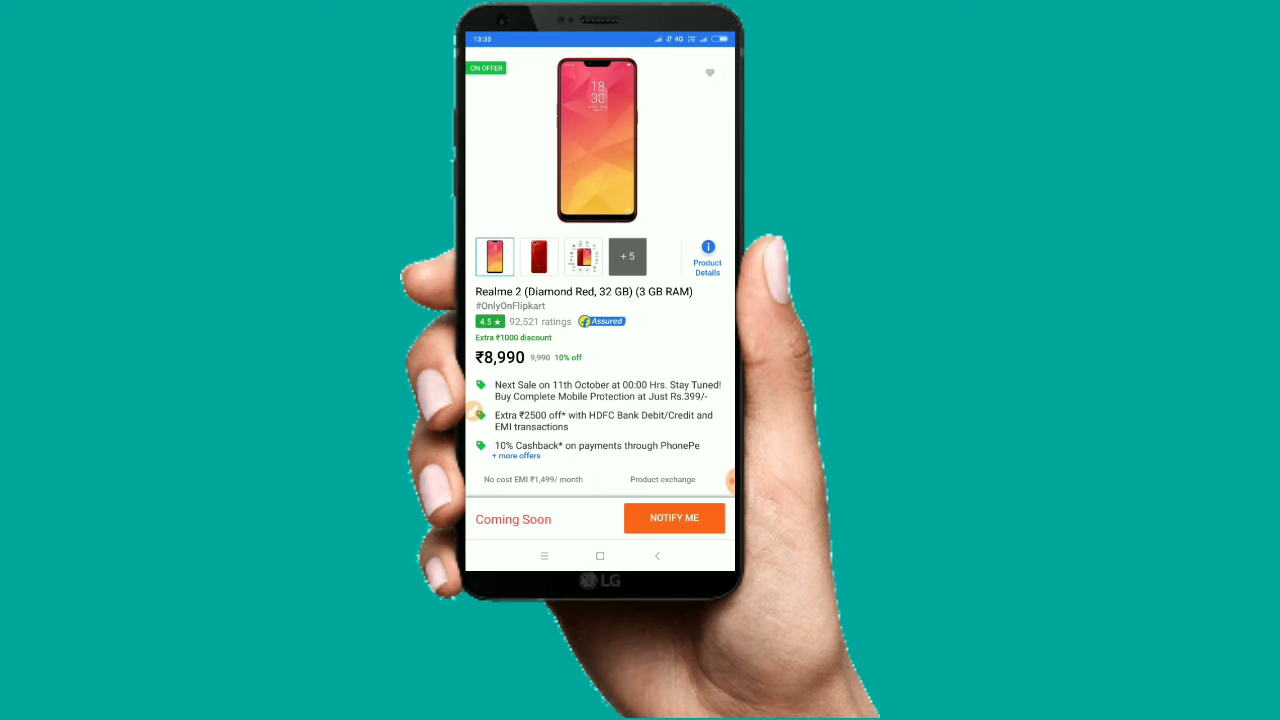 13:35
4G
ON OFFER
18
30
+ 5
Product
Details
Realme 2 (Diamond Red, 32 GB) (3 GB RAM)
#OnlyOnFlipkart
4.5 ★ 92,521 ratings Assured
Extra ₹1000 discount
₹8,990 9,990 10% off
Next Sale on 11th October at 00:00 Hrs. Stay Tuned!
Buy Complete Mobile Protection at Just Rs.399/-
Extra ₹2500 off* with HDFC Bank Debit/Credit and
EMI transactions
10% Cashback* on payments through PhonePe
+ more offers
No cost EMI ₹1,499/ month Product exchange
Coming Soon NOTIFY ME
LG